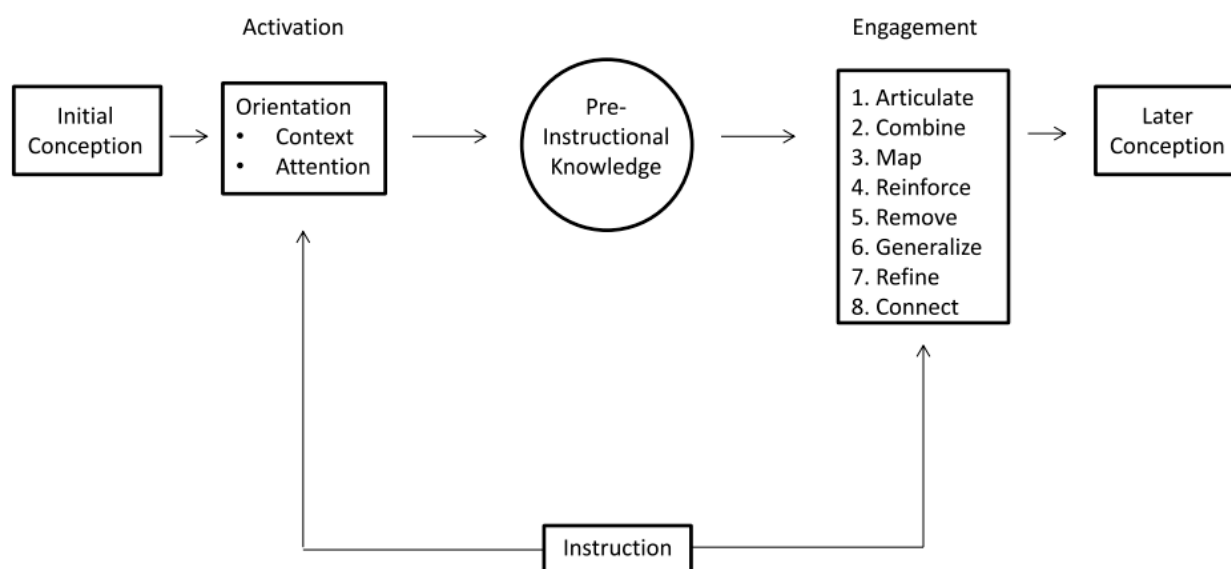 Activation
Engagement
Initial
Conception
Orientation
• Context
• Attention
Pre-
Instructional
Knowledge
1. Articulate
2. Combine
3. Map
4. Reinforce
5. Remove
6. Generalize
7. Refine
8. Connect
Later
Conception
Instruction